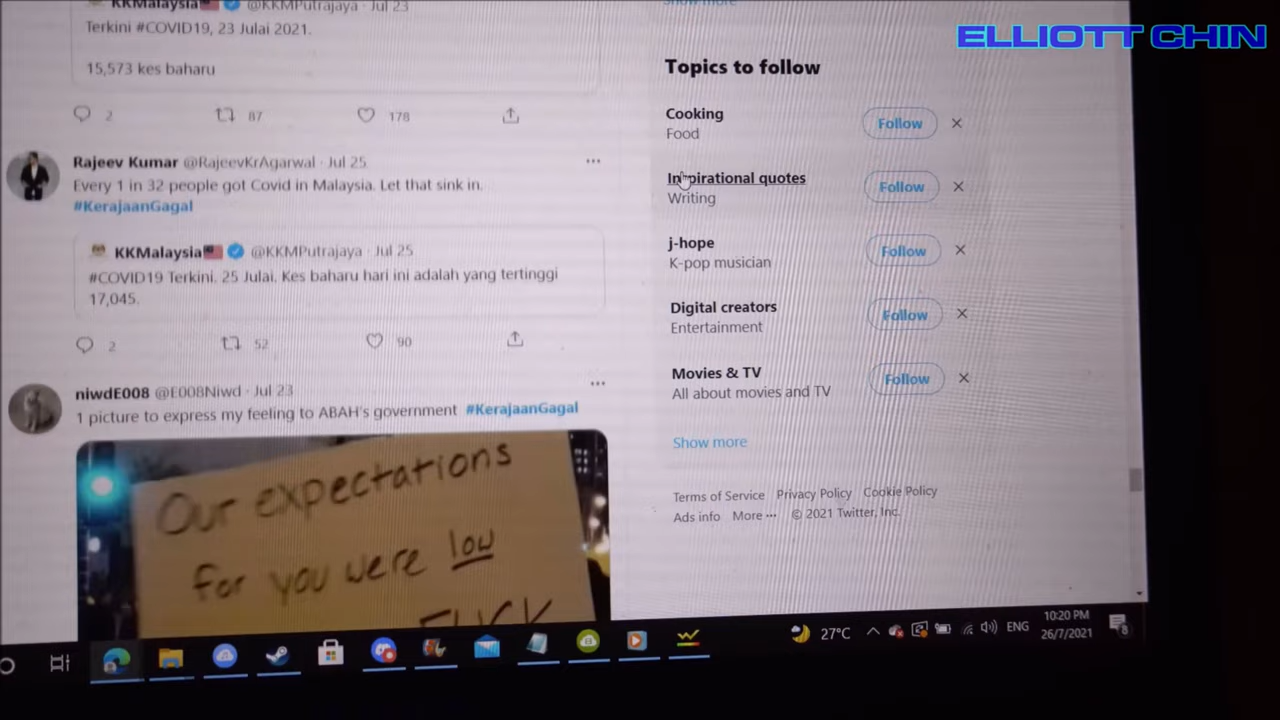 KKMalaysia @KKMPutrajaya · Jul 23
Terkini #COVID19, 23 Julai 2021.
15,573 kes baharu
2 87 178
Rajeev Kumar @RajeevKrAgarwal · Jul 25
Every 1 in 32 people got Covid in Malaysia. Let that sink in.
#KerajaanGagal
KKMalaysia @KKMPutrajaya · Jul 25
#COVID19 Terkini. 25 Julai. Kes baharu hari ini adalah yang tertinggi
17,045.
2 52 90
niwdE008 @E008Niwd · Jul 23
1 picture to express my feeling to ABAH's government #KerajaanGagal
Our expectations
for you were low
FUCK
Show more
ELLIOTT CHIN
Topics to follow
Cooking
Food
Follow
Inspirational quotes
Writing
Follow
j-hope
K-pop musician
Follow
Digital creators
Entertainment
Follow
Movies & TV
All about movies and TV
Follow
Show more
Terms of Service Privacy Policy Cookie Policy
Ads info More ··· © 2021 Twitter, Inc.
27°C ENG
10:20 PM
26/7/2021
8